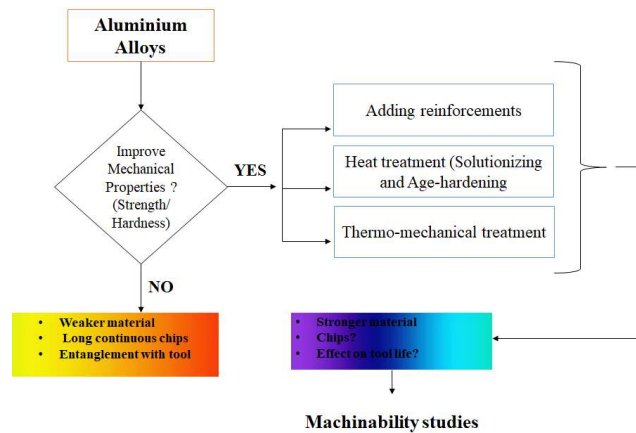 Aluminium
Alloys
Improve
Mechanical
Properties ?
(Strength/
Hardness)
YES
Adding reinforcements
Heat treatment (Solutionizing
and Age-hardening
Thermo-mechanical treatment
NO
• Weaker material
• Long continuous chips
• Entanglement with tool
• Stronger material
• Chips?
• Effect on tool life?
Machinability studies